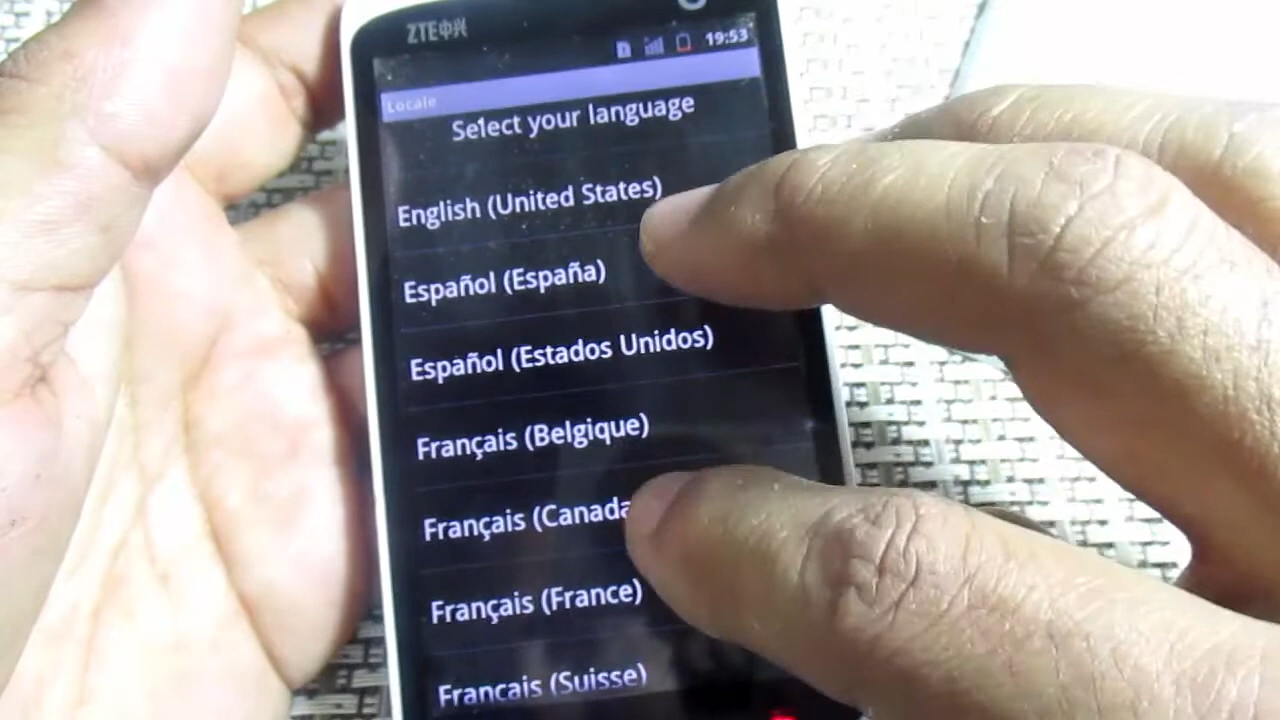 ZTE中兴
19:53
Locale
Select your language
English (United States)
Español (España)
Español (Estados Unidos)
Français (Belgique)
Français (Canada
Français (France)
Français (Suisse)